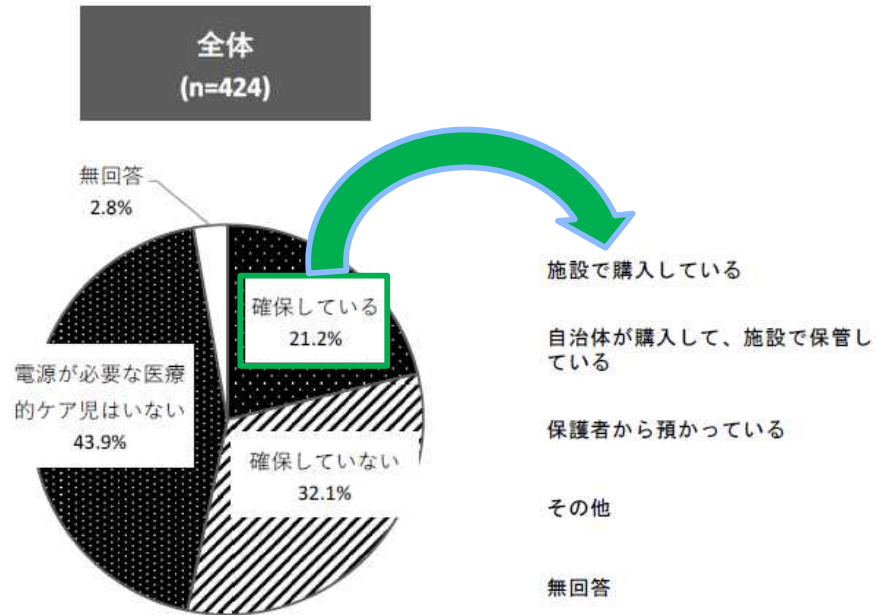 全体
(n=424)
無回答
2.8%
確保している
21.2%
電源が必要な医療
的ケア児はいない
43.9%
確保していない
32.1%
施設で購入している
自治体が購入して、施設で保管し
ている
保護者から預かっている
その他
無回答